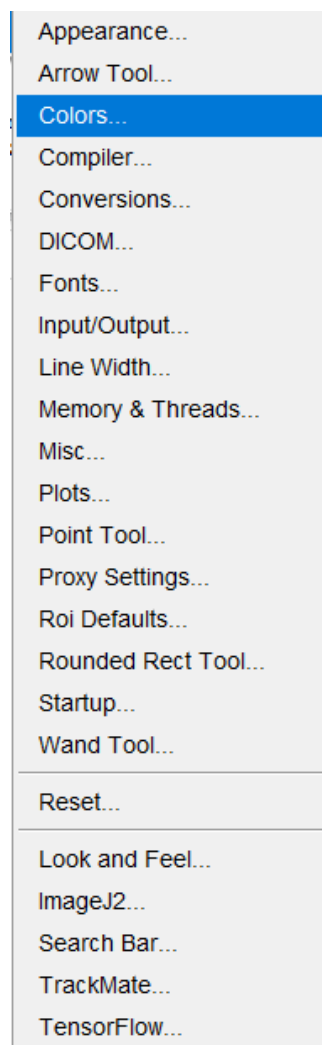 Appearance...
Arrow Tool...
Colors...
Compiler...
Conversions...
DICOM...
Fonts...
Input/Output...
Line Width...
Memory & Threads...
Misc...
Plots...
Point Tool...
Proxy Settings...
Roi Defaults...
Rounded Rect Tool...
Startup...
Wand Tool...
Reset...
Look and Feel...
ImageJ2...
Search Bar...
TrackMate...
TensorFlow...